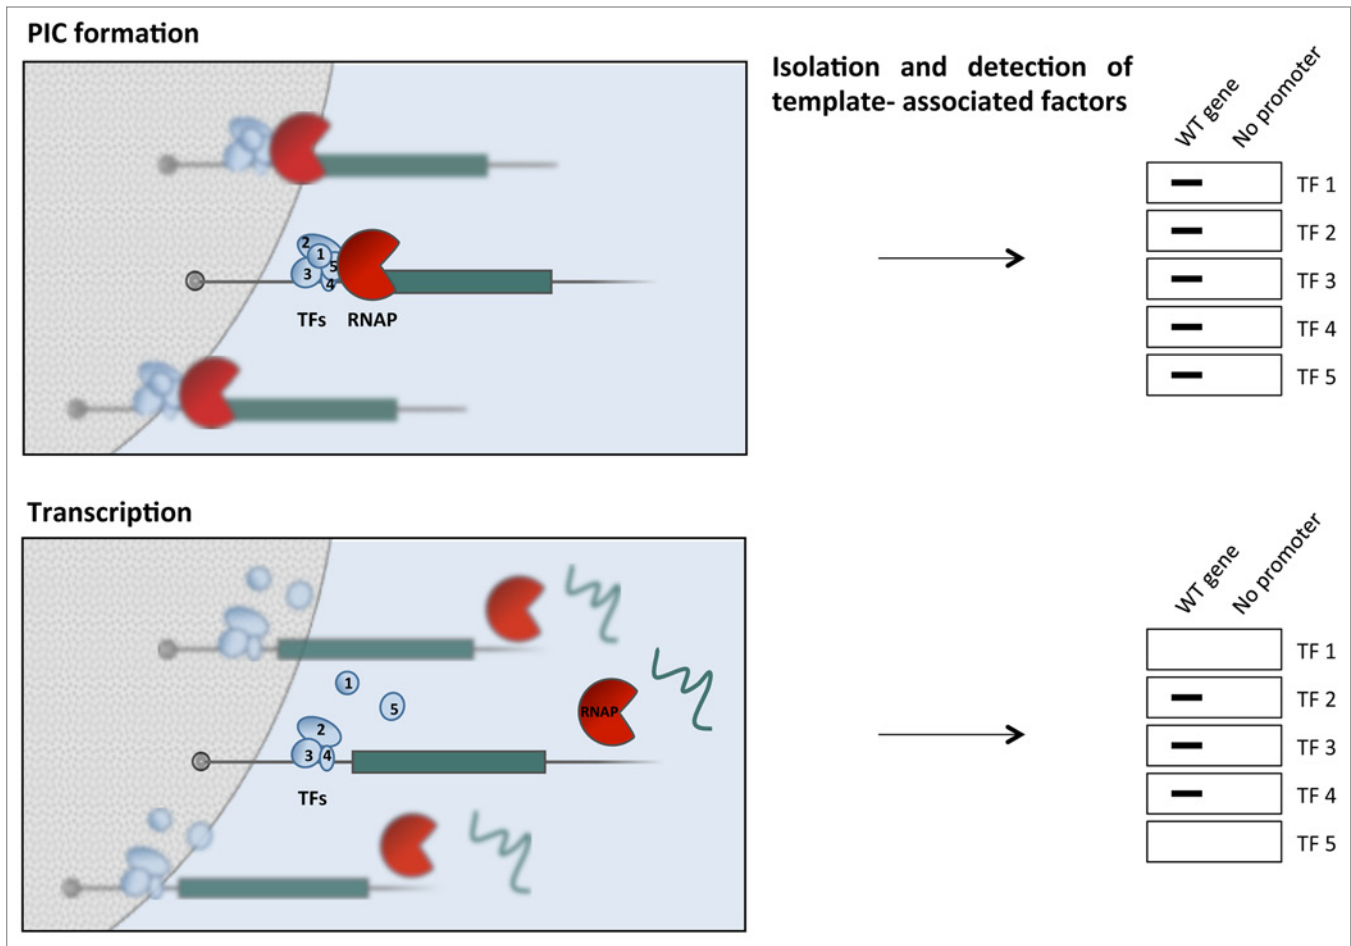 PIC formation
Isolation and detection of
template- associated factors
WT gene
No promoter
TF 1
TF 2
TF 3
TF 4
TF 5
2
1
5
3
4
TFs RNAP
Transcription
WT gene
No promoter
TF 1
TF 2
TF 3
TF 4
TF 5
1
5
RNAP
2
3 4
TFs